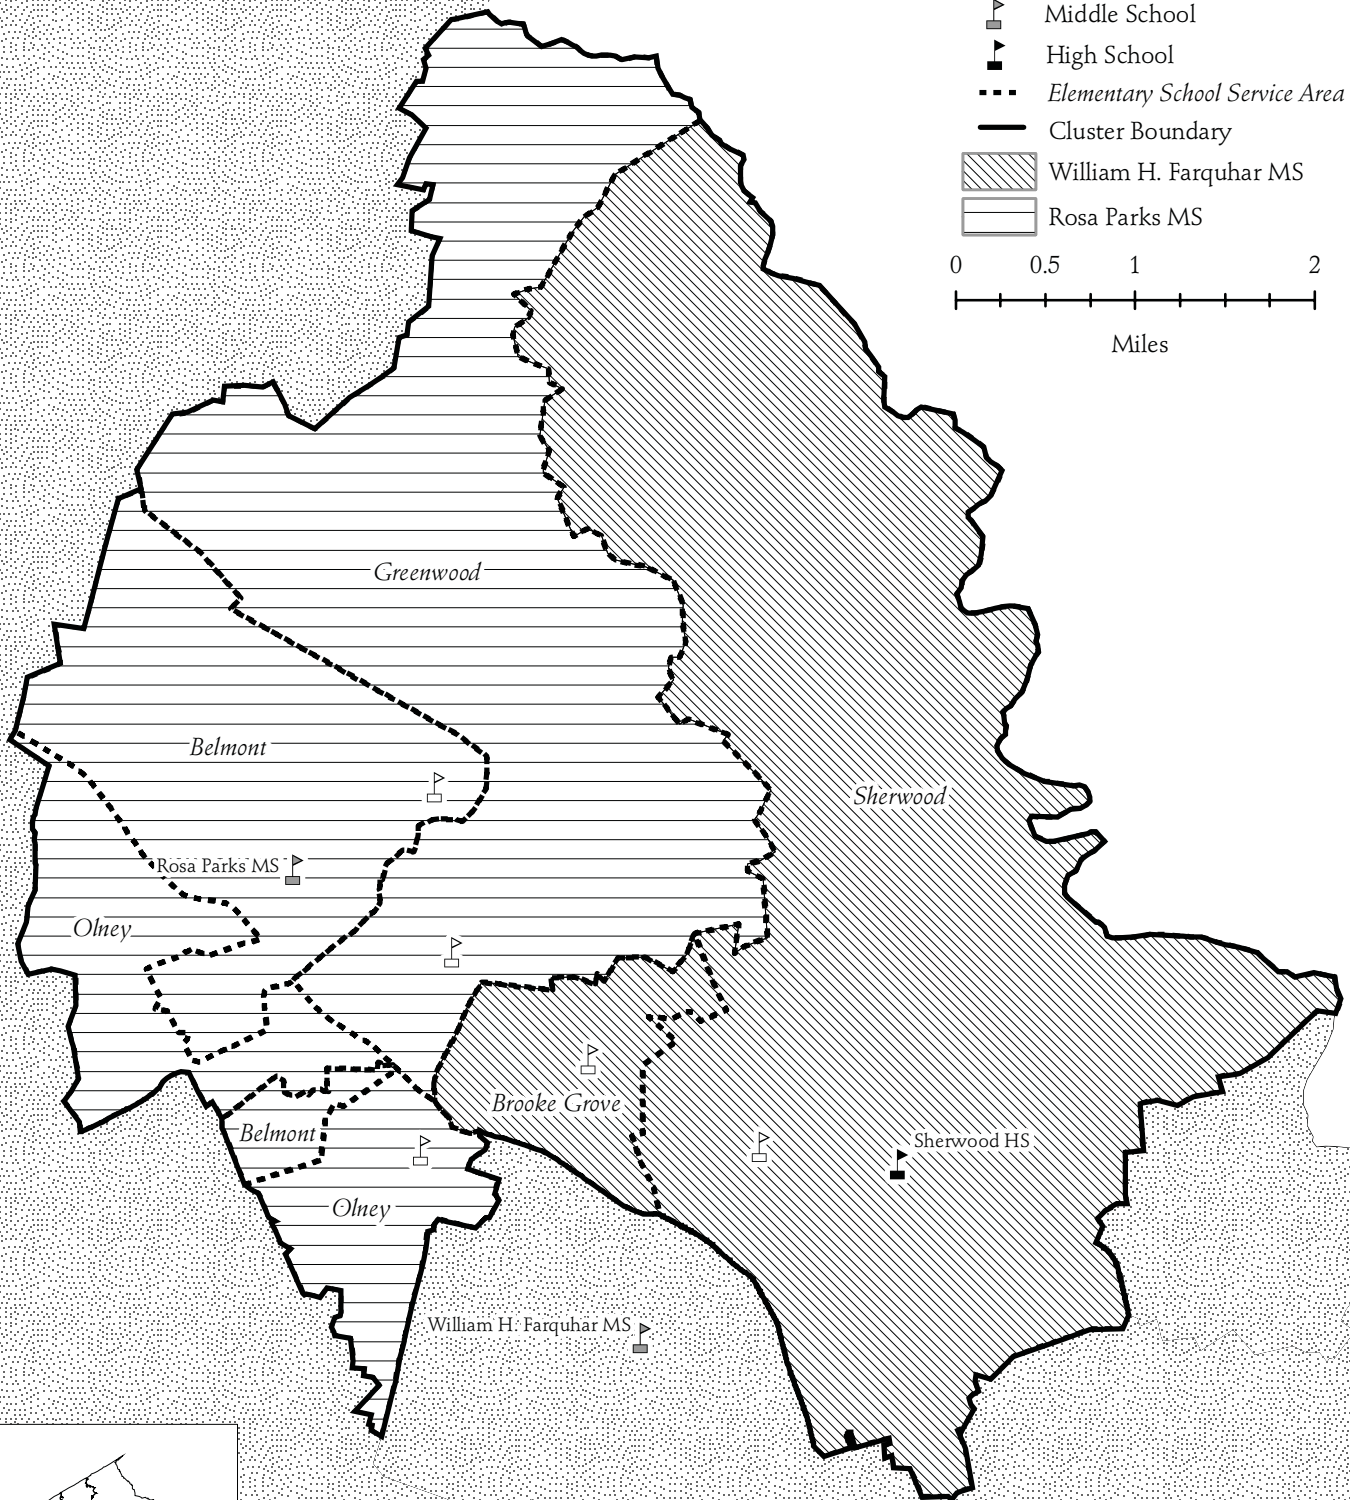 Middle School
High School
Elementary School Service Area
Cluster Boundary
William H. Farquhar MS
Rosa Parks MS
0 0.5 1 2
Miles
Greenwood
Belmont
Sherwood
Rosa Parks MS
Olney
Brooke Grove
Belmont
Sherwood HS
Olney
William H. Farquhar MS